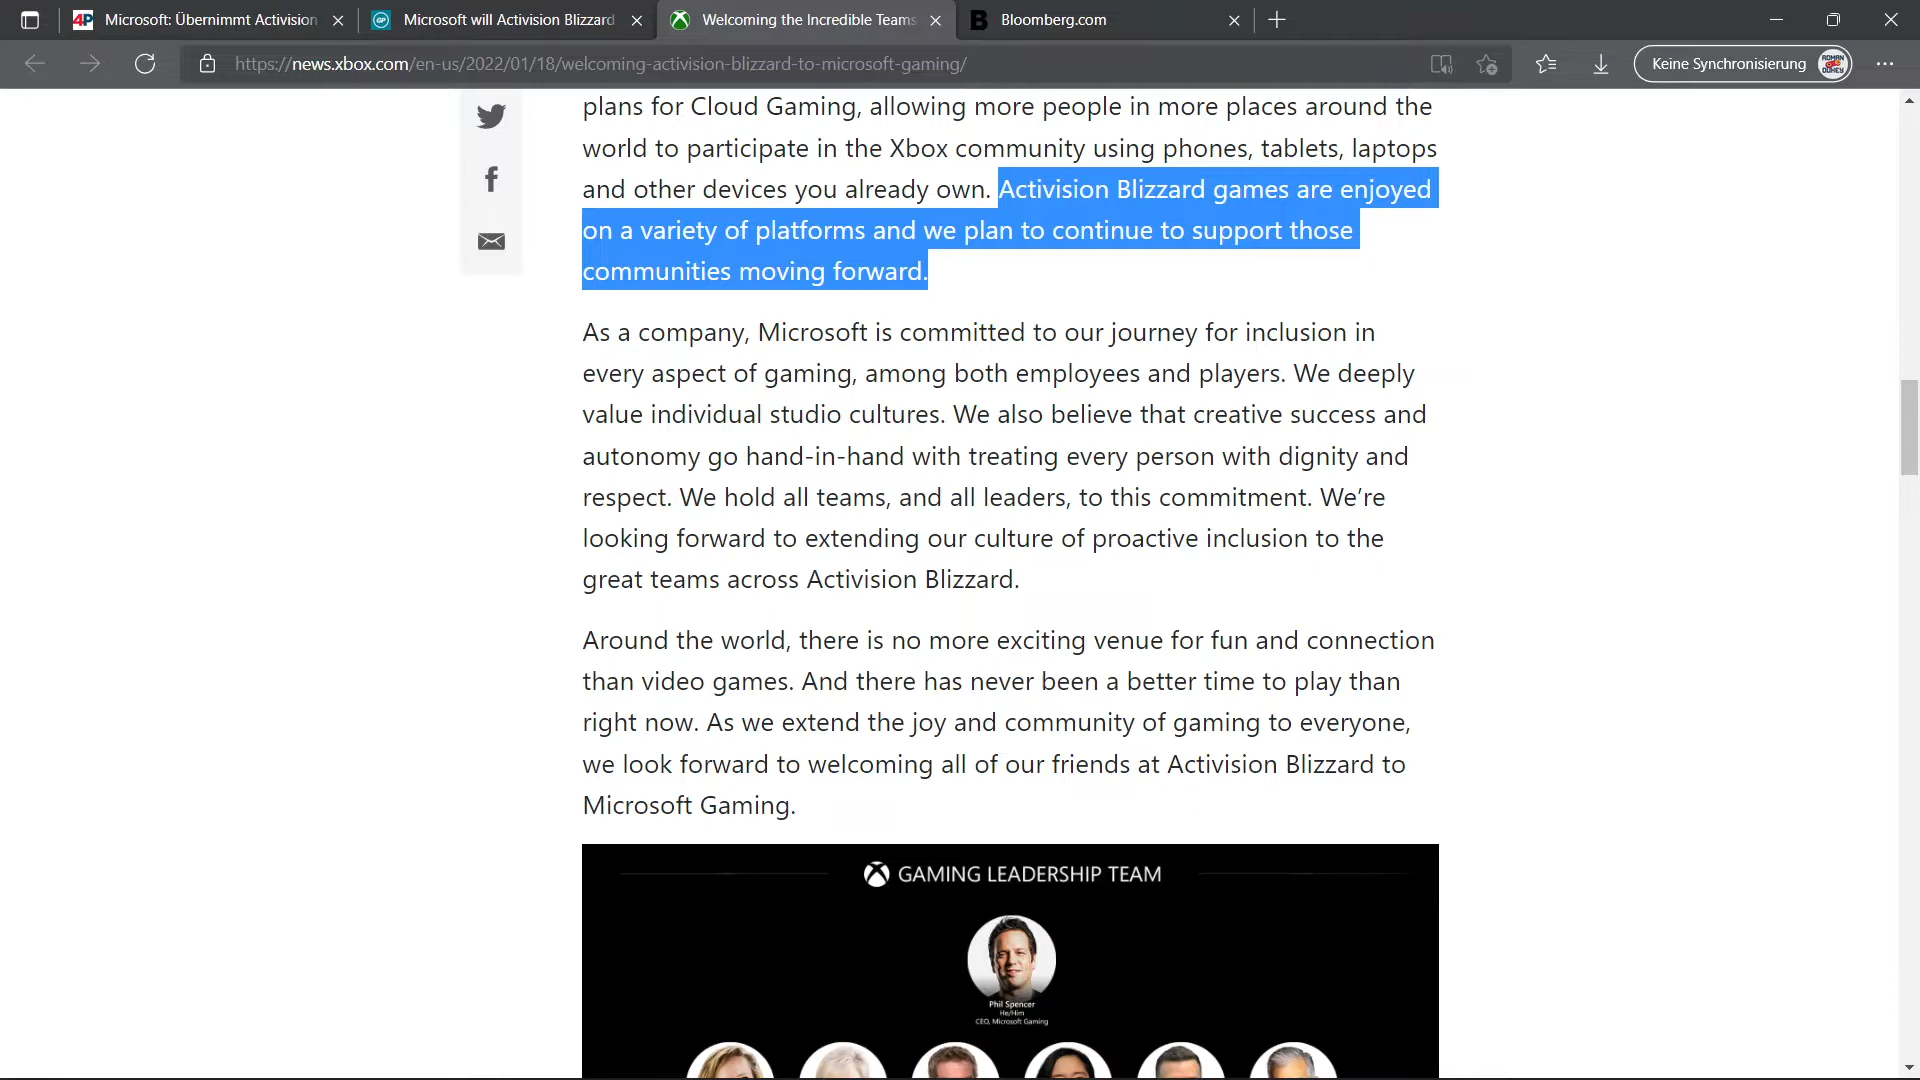 4P Microsoft: Übernimmt Activision
GP Microsoft will Activision Blizzard
Welcoming the Incredible Teams
B Bloomberg.com
https://news.xbox.com/en-us/2022/01/18/welcoming-activision-blizzard-to-microsoft-gaming/
Keine Synchronisierung
plans for Cloud Gaming, allowing more people in more places around the
world to participate in the Xbox community using phones, tablets, laptops
and other devices you already own. Activision Blizzard games are enjoyed
on a variety of platforms and we plan to continue to support those
communities moving forward.
As a company, Microsoft is committed to our journey for inclusion in
every aspect of gaming, among both employees and players. We deeply
value individual studio cultures. We also believe that creative success and
autonomy go hand-in-hand with treating every person with dignity and
respect. We hold all teams, and all leaders, to this commitment. We’re
looking forward to extending our culture of proactive inclusion to the
great teams across Activision Blizzard.
Around the world, there is no more exciting venue for fun and connection
than video games. And there has never been a better time to play than
right now. As we extend the joy and community of gaming to everyone,
we look forward to welcoming all of our friends at Activision Blizzard to
Microsoft Gaming.
GAMING LEADERSHIP TEAM
Phil Spencer
He/Him
CEO, Microsoft Gaming